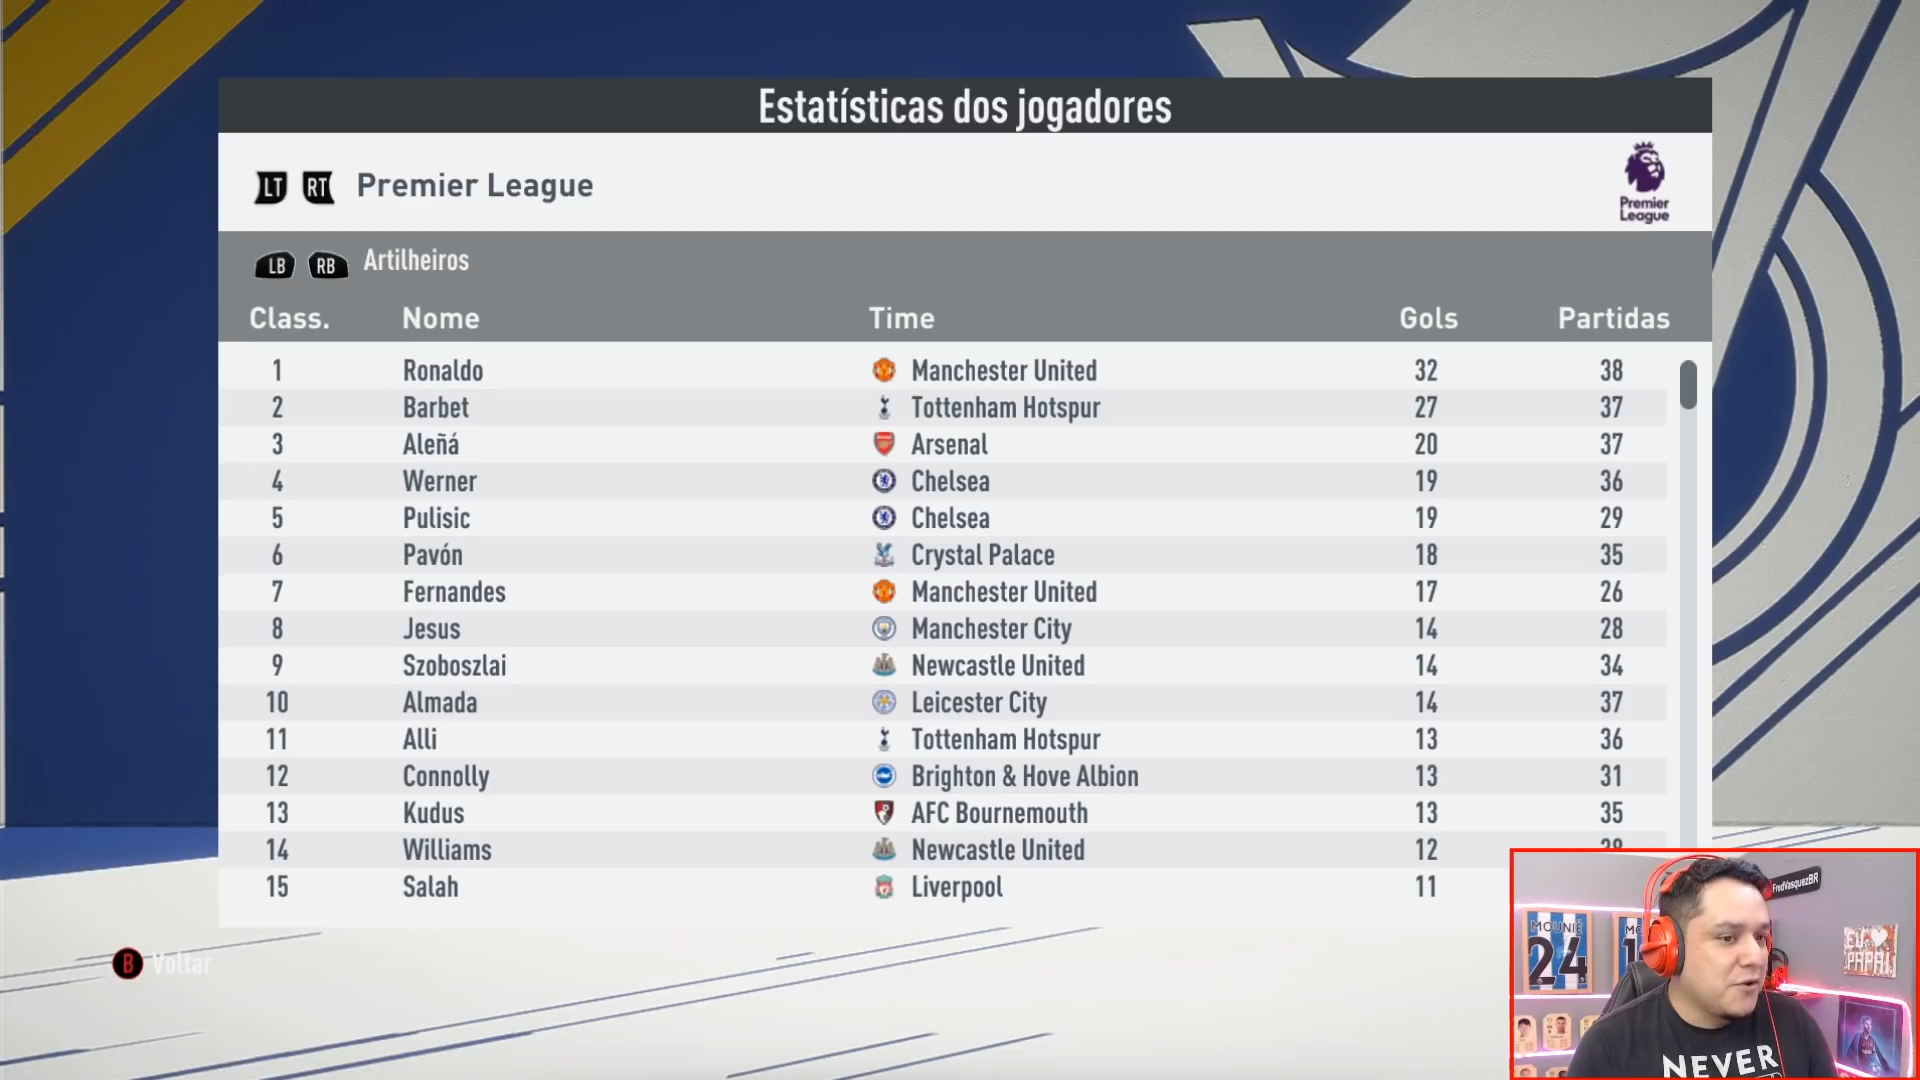 Estatísticas dos jogadores
LT RT Premier League
Premier
League
LB RB Artilheiros
Class. Nome Time Gols Partidas
1 Ronaldo Manchester United 32 38
2 Barbet Tottenham Hotspur 27 37
3 Aleñá Arsenal 20 37
4 Werner Chelsea 19 36
5 Pulisic Chelsea 19 29
6 Pavón Crystal Palace 18 35
7 Fernandes Manchester United 17 26
8 Jesus Manchester City 14 28
9 Szoboszlai Newcastle United 14 34
10 Almada Leicester City 14 37
11 Alli Tottenham Hotspur 13 36
12 Connolly Brighton & Hove Albion 13 31
13 Kudus AFC Bournemouth 13 35
14 Williams Newcastle United 12
15 Salah Liverpool 11
B Voltar
FredVasquezBR
MOUNIÉ
24
EU
PAPAI
NEVER